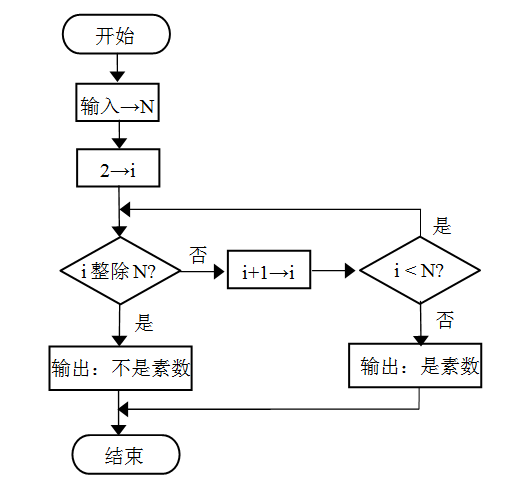 开始
输入→N
2→i
是
i 整除 N?
否
i+1→i
i < N?
是
否
输出：不是素数
输出：是素数
结束